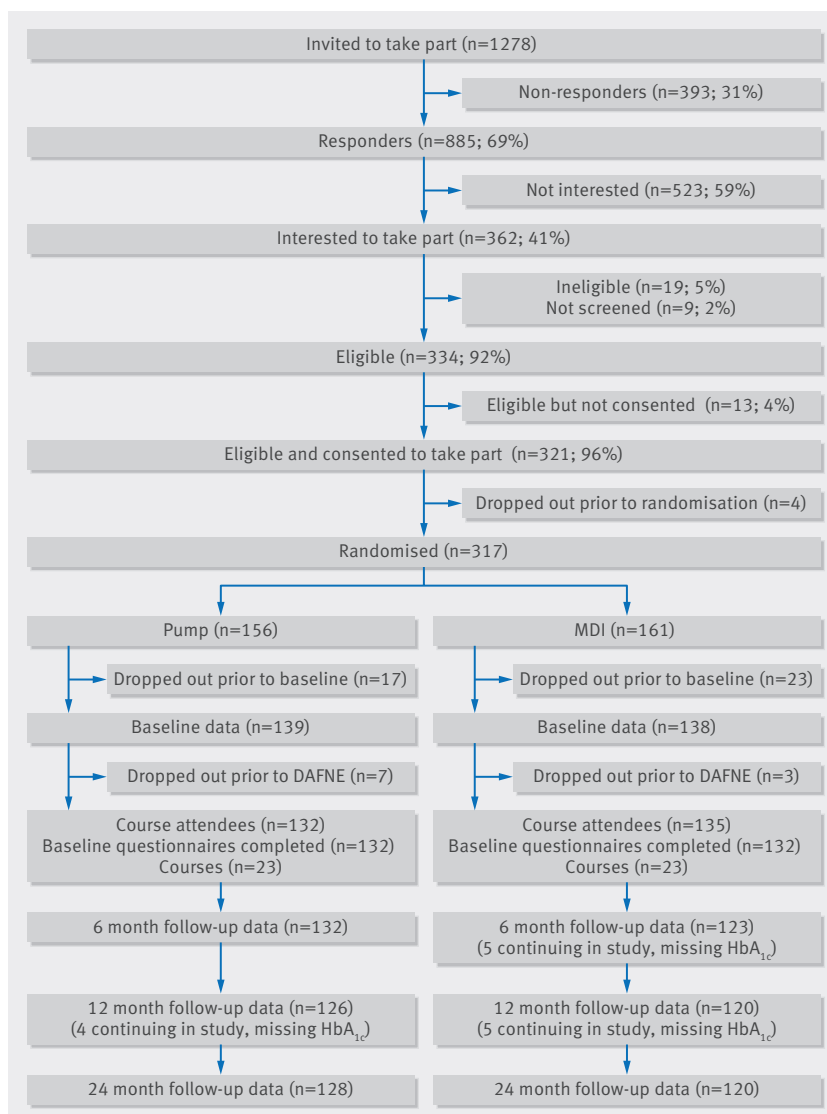 Invited to take part (n=1278)
Non-responders (n=393; 31%)
Responders (n=885; 69%)
Not interested (n=523; 59%)
Interested to take part (n=362; 41%)
Ineligible (n=19; 5%)
Not screened (n=9; 2%)
Eligible (n=334; 92%)
Eligible but not consented (n=13; 4%)
Eligible and consented to take part (n=321; 96%)
Dropped out prior to randomisation (n=4)
Randomised (n=317)
Pump (n=156)
Dropped out prior to baseline (n=17)
Baseline data (n=139)
Dropped out prior to DAFNE (n=7)
Course attendees (n=132)
Baseline questionnaires completed (n=132)
Courses (n=23)
6 month follow-up data (n=132)
12 month follow-up data (n=126)
(4 continuing in study, missing HbA1c)
24 month follow-up data (n=128)
MDI (n=161)
Dropped out prior to baseline (n=23)
Baseline data (n=138)
Dropped out prior to DAFNE (n=3)
Course attendees (n=135)
Baseline questionnaires completed (n=132)
Courses (n=23)
6 month follow-up data (n=123)
(5 continuing in study, missing HbA1c)
12 month follow-up data (n=120)
(5 continuing in study, missing HbA1c)
24 month follow-up data (n=120)